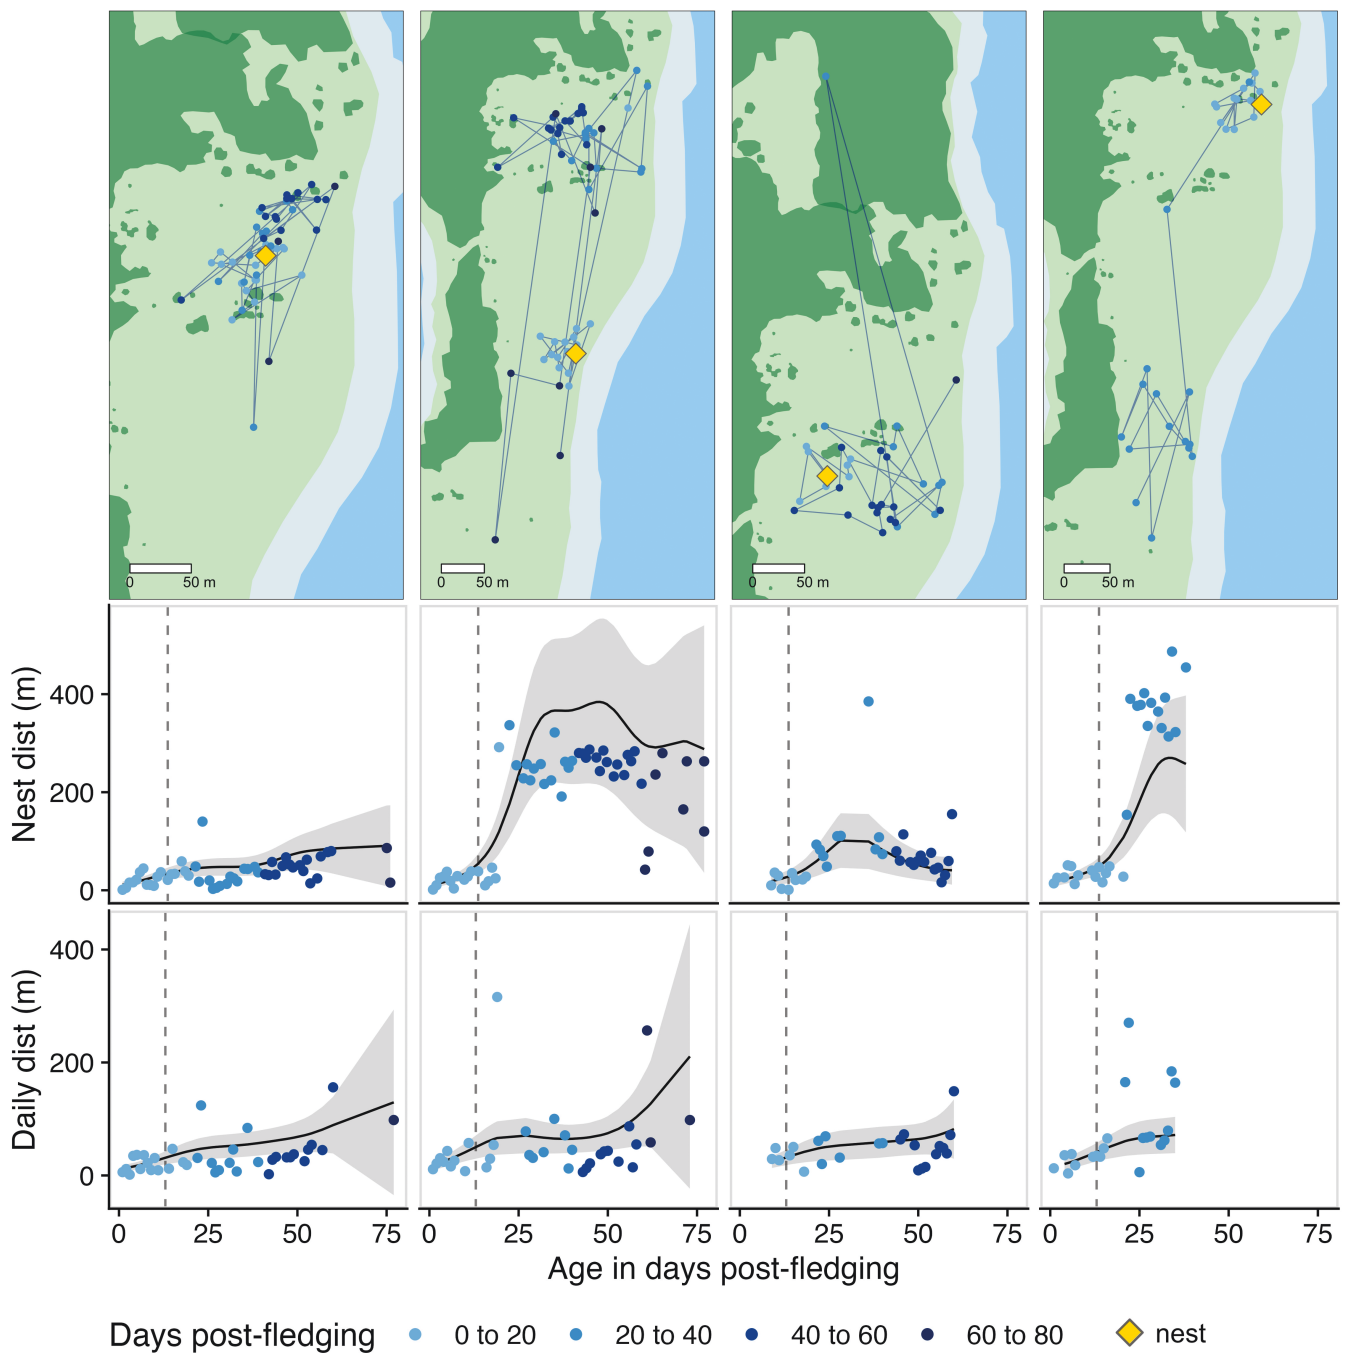 0 50 m 0 50 m 0 50 m 0 50 m
Nest dist (m)
400
200
0
Daily dist (m)
400
200
0
0 25 50 75 0 25 50 75 0 25 50 75 0 25 50 75
Age in days post-fledging
Days post-fledging 0 to 20 20 to 40 40 to 60 60 to 80 nest